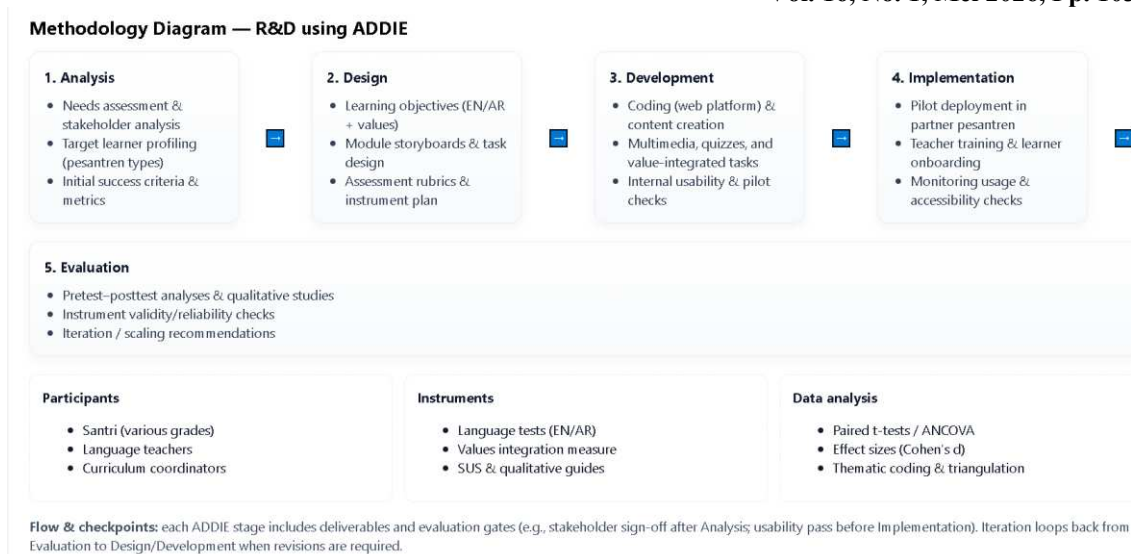 Methodology Diagram — R&D using ADDIE
1. Analysis
• Needs assessment &
stakeholder analysis
• Target learner profiling
(pesantren types)
• Initial success criteria &
metrics
→
2. Design
• Learning objectives (EN/AR
+ values)
• Module storyboards & task
design
• Assessment rubrics &
instrument plan
→
3. Development
• Coding (web platform) &
content creation
• Multimedia, quizzes, and
value-integrated tasks
• Internal usability & pilot
checks
→
4. Implementation
• Pilot deployment in
partner pesantren
• Teacher training & learner
onboarding
• Monitoring usage &
accessibility checks
→
5. Evaluation
• Pretest–posttest analyses & qualitative studies
• Instrument validity/reliability checks
• Iteration / scaling recommendations
Participants
• Santri (various grades)
• Language teachers
• Curriculum coordinators
Instruments
• Language tests (EN/AR)
• Values integration measure
• SUS & qualitative guides
Data analysis
• Paired t-tests / ANCOVA
• Effect sizes (Cohen's d)
• Thematic coding & triangulation
Flow & checkpoints: each ADDIE stage includes deliverables and evaluation gates (e.g., stakeholder sign-off after Analysis; usability pass before Implementation). Iteration loops back from
Evaluation to Design/Development when revisions are required.